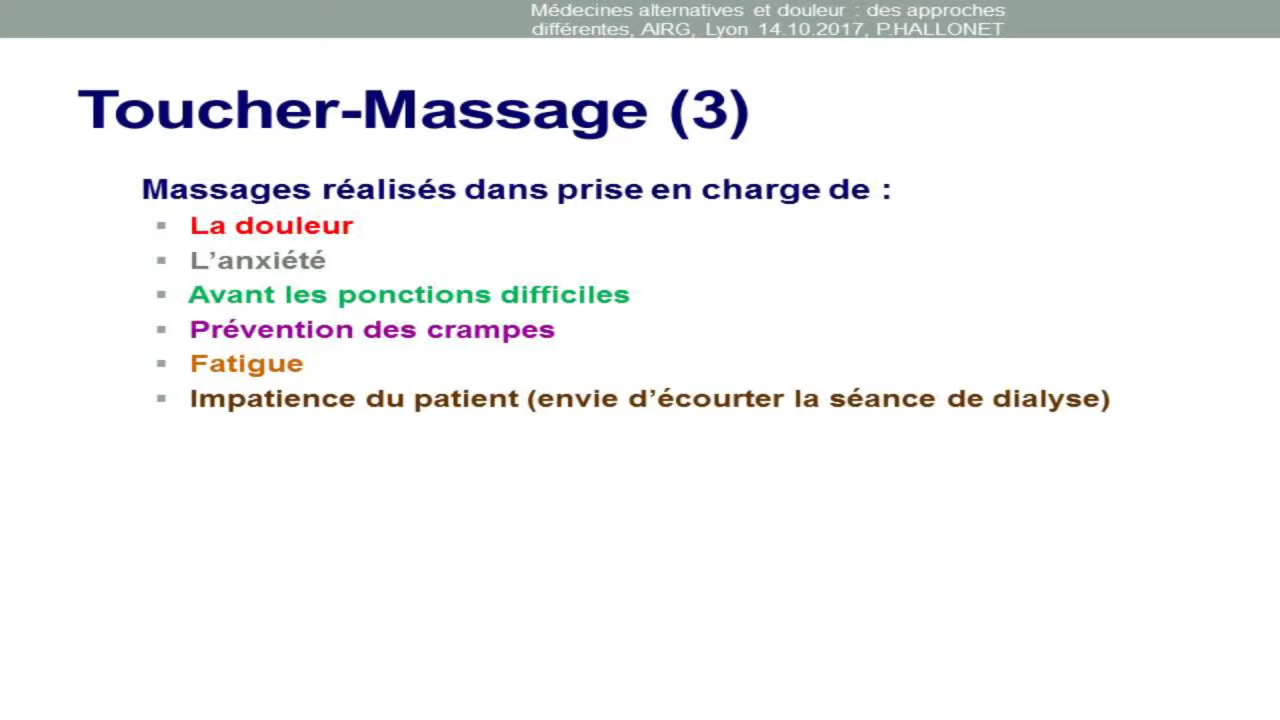 Médecines alternatives et douleur : des approches
différentes, AIRG, Lyon 14.10.2017, P.HALLONET
Toucher-Massage (3)
Massages réalisés dans prise en charge de :
▪ La douleur
▪ L’anxiété
▪ Avant les ponctions difficiles
▪ Prévention des crampes
▪ Fatigue
▪ Impatience du patient (envie d’écourter la séance de dialyse)